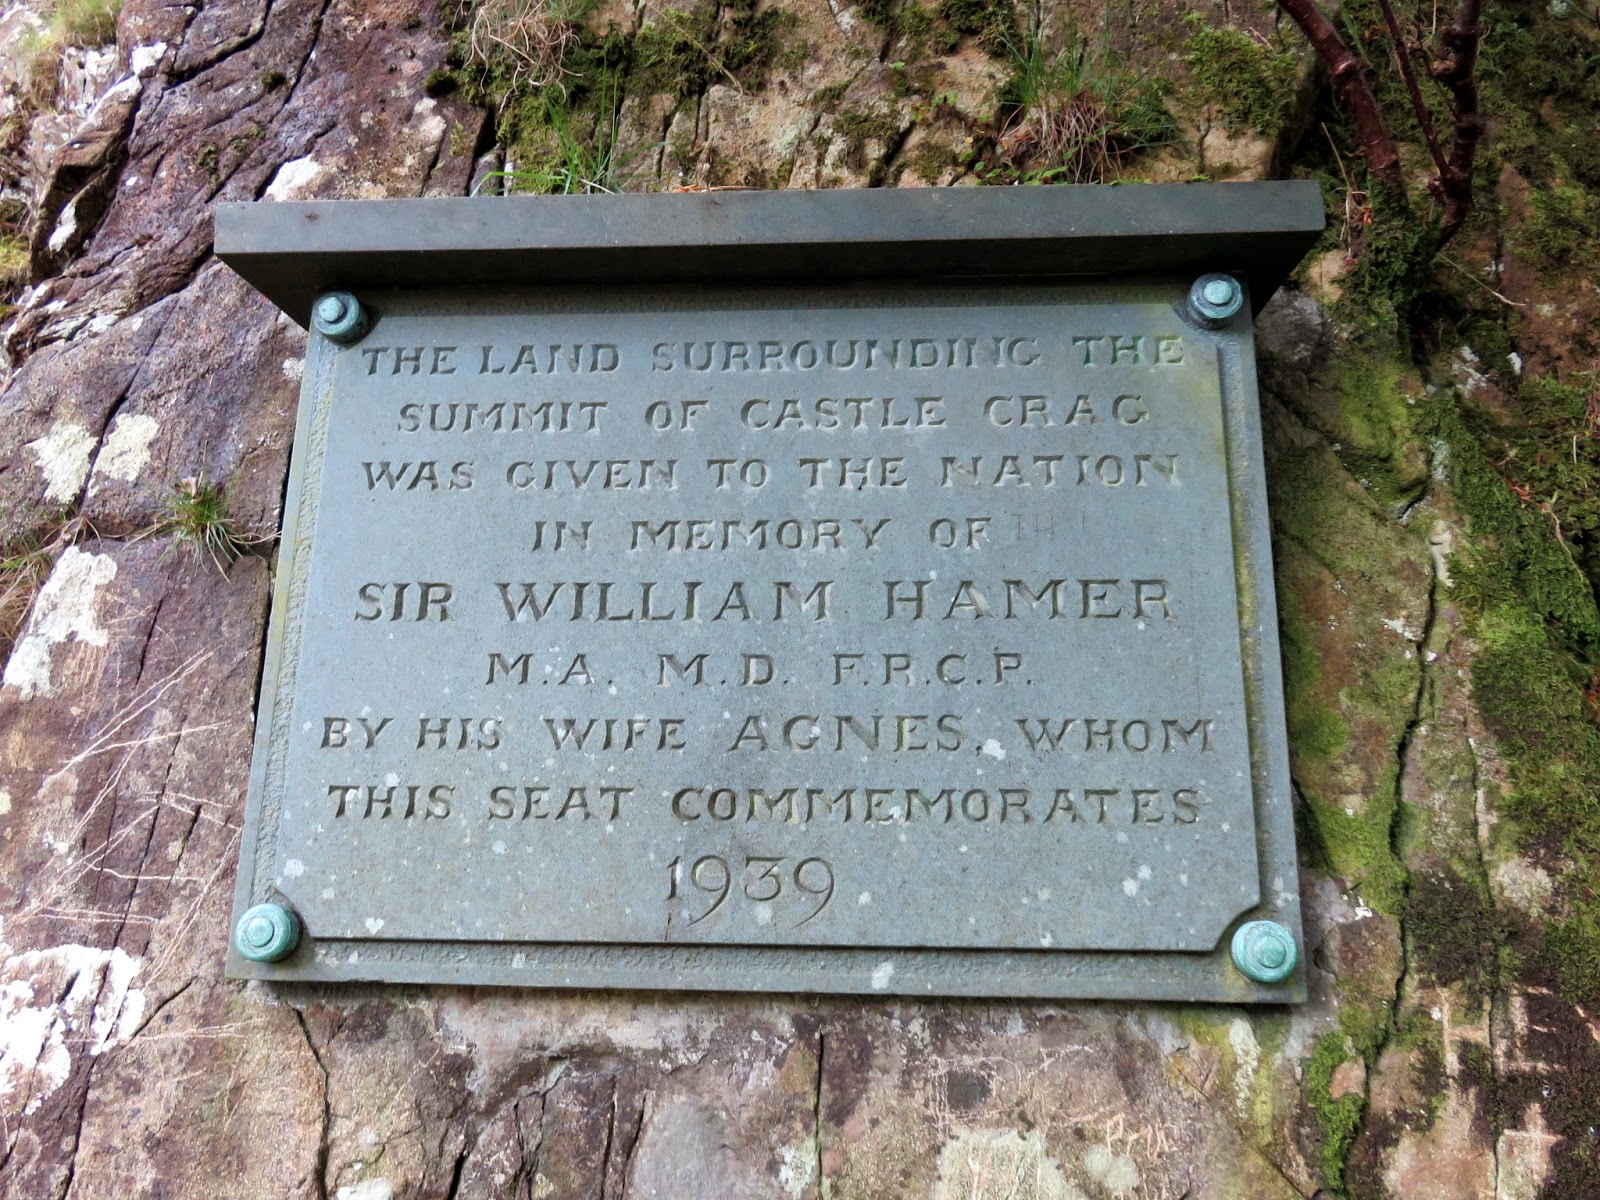 THE LAND SURROUNDING THE
SUMMIT OF CASTLE CRAG
WAS GIVEN TO THE NATION
IN MEMORY OF
SIR WILLIAM HAMER
M.A. M.D. F.R.C.P.
BY HIS WIFE AGNES, WHOM
THIS SEAT COMMEMORATES
1939